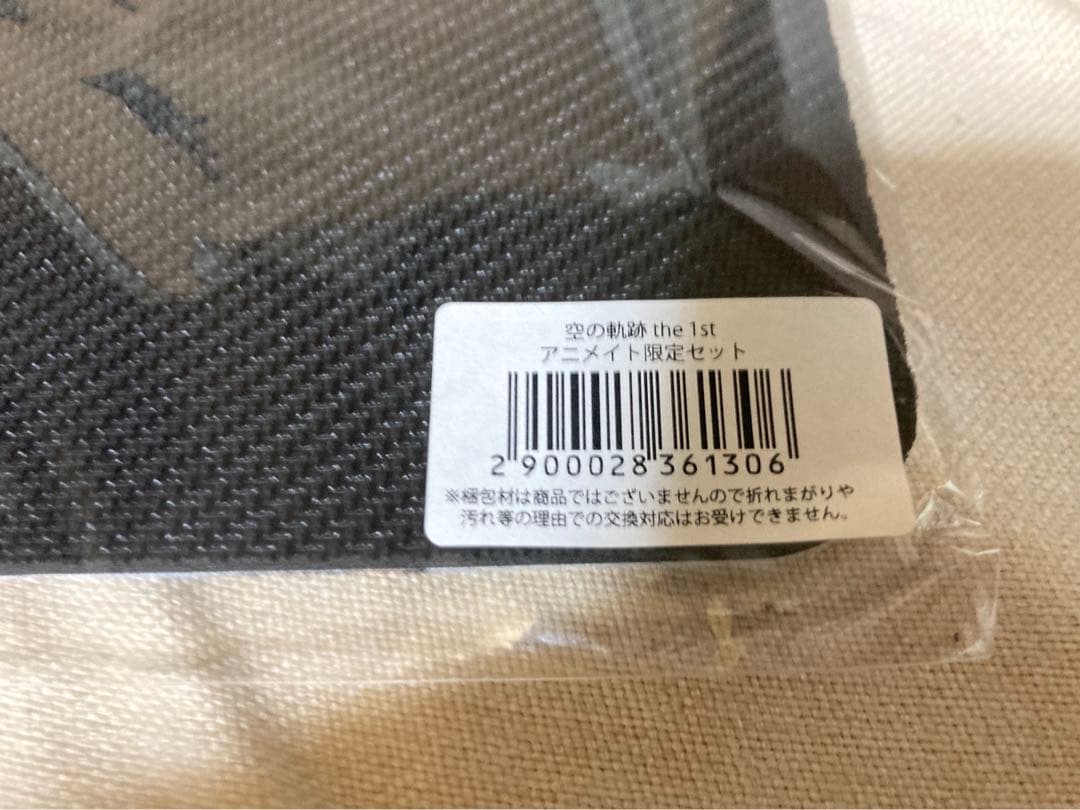 空の軌跡 the 1st
アニメイト限定セット
2 900028 361306
※梱包材は商品ではございませんので折れまがりや
汚れ等の理由での交換対応はお受けできません。